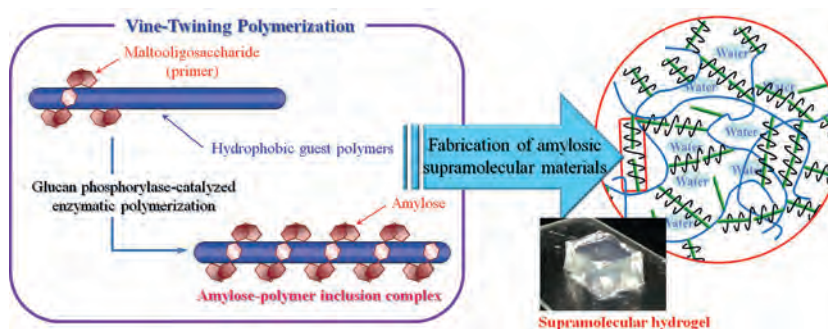 Vine-Twining Polymerization
Maltooligosaccharide
(primer)
Hydrophobic guest polymers
Glucan phosphorylase-catalyzed
enzymatic polymerization
Amylose
Amylose-polymer inclusion complex
Fabrication of amylosic
supramolecular materials
Water
Water
Water
Water
Water
Water
Water
Supramolecular hydrogel